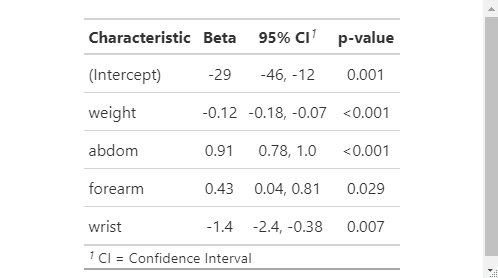 Characteristic Beta 95% CI1 p-value
(Intercept) -29 -46, -12 0.001
weight -0.12 -0.18, -0.07 <0.001
abdom 0.91 0.78, 1.0 <0.001
forearm 0.43 0.04, 0.81 0.029
wrist -1.4 -2.4, -0.38 0.007
1 CI = Confidence Interval